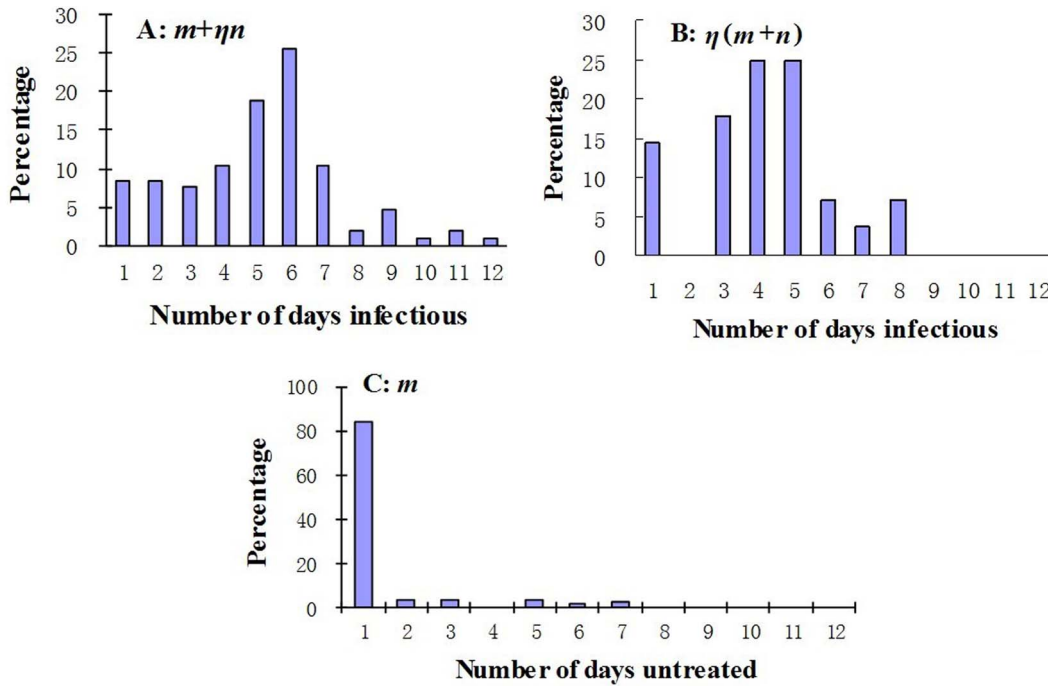 A: m+ηn
30
25
20
15
10
5
0
Percentage
1 2 3 4 5 6 7 8 9 10 11 12
Number of days infectious
B: η(m+n)
30
25
20
15
10
5
0
Percentage
1 2 3 4 5 6 7 8 9 10 11 12
Number of days infectious
C: m
100
80
60
40
20
0
Percentage
1 2 3 4 5 6 7 8 9 10 11 12
Number of days untreated